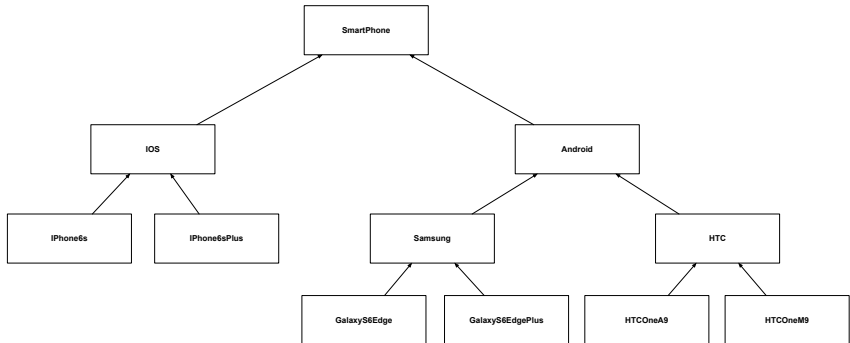 SmartPhone
IOS
Android
IPhone6s
IPhone6sPlus
Samsung
HTC
GalaxyS6Edge
GalaxyS6EdgePlus
HTCOneA9
HTCOneM9